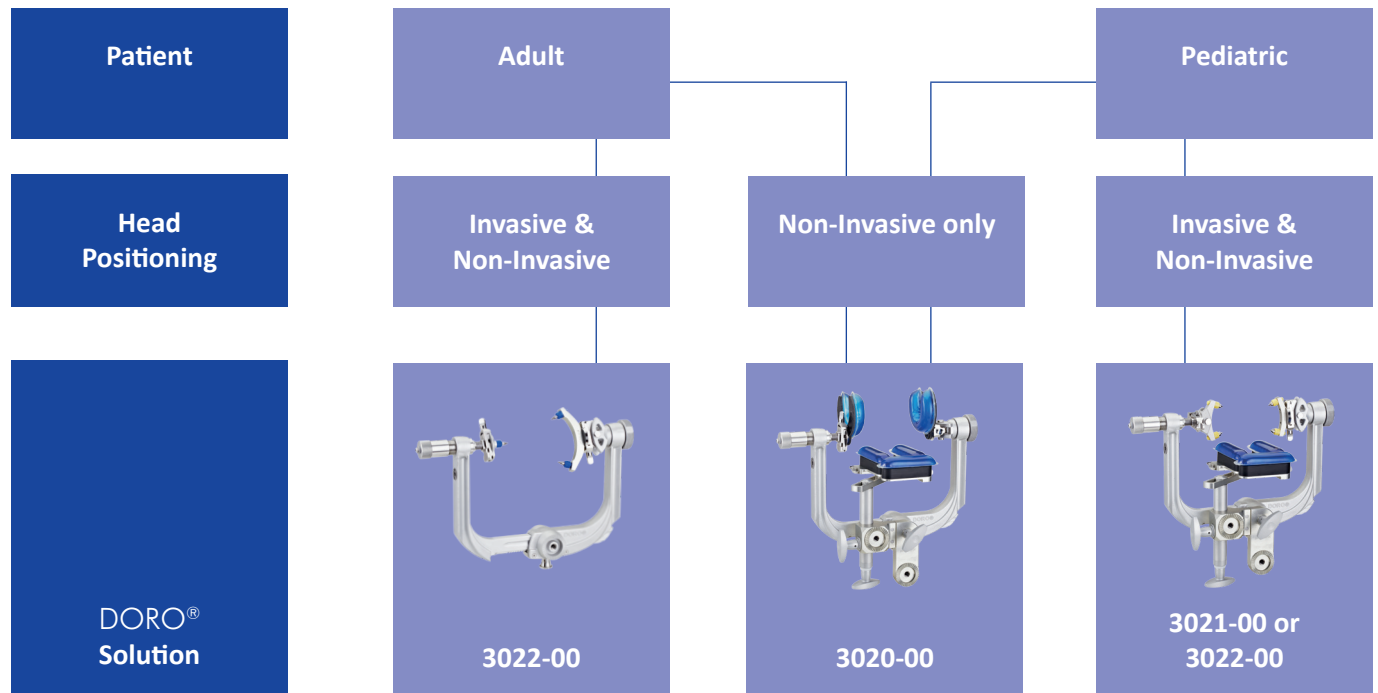 Patient
Adult
Pediatric
Head
Positioning
Invasive &
Non-Invasive
Non-Invasive only
Invasive &
Non-Invasive
DORO®
Solution
3022-00
3020-00
3021-00 or
3022-00